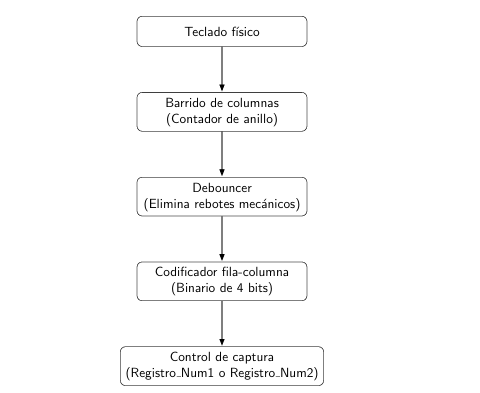 Teclado físico
Barrido de columnas
(Contador de anillo)
Debouncer
(Elimina rebotes mecánicos)
Codificador fila-columna
(Binario de 4 bits)
Control de captura
(Registro_Num1 o Registro_Num2)